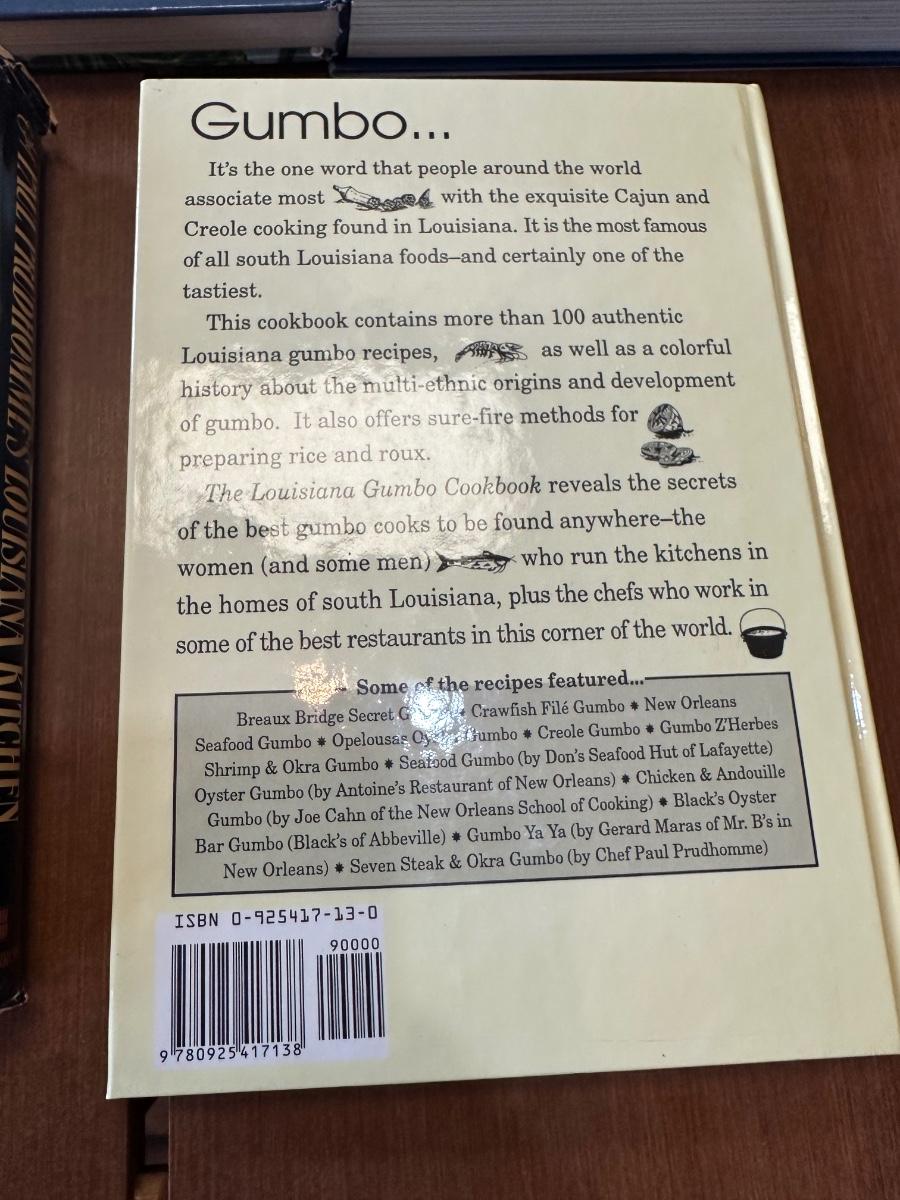 Gumbo...
It's the one word that people around the world
associate most with the exquisite Cajun and
Creole cooking found in Louisiana. It is the most famous
of all south Louisiana foods–and certainly one of the
tastiest.
This cookbook contains more than 100 authentic
Louisiana gumbo recipes, as well as a colorful
history about the multi-ethnic origins and development
of gumbo. It also offers sure-fire methods for
preparing rice and roux.
The Louisiana Gumbo Cookbook reveals the secrets
of the best gumbo cooks to be found anywhere–the
women (and some men) who run the kitchens in
the homes of south Louisiana, plus the chefs who work in
some of the best restaurants in this corner of the world.
Some of the recipes featured...
Breaux Bridge Secret * Crawfish Filé Gumbo * New Orleans
Seafood Gumbo * Opelousas Gumbo * Creole Gumbo * Gumbo Z'Herbes
Shrimp & Okra Gumbo * Seafood Gumbo (by Don's Seafood Hut of Lafayette)
Oyster Gumbo (by Antoine's Restaurant of New Orleans) * Chicken & Andouille
Gumbo (by Joe Cahn of the New Orleans School of Cooking) * Black's Oyster
Bar Gumbo (Black's of Abbeville) * Gumbo Ya Ya (by Gerard Maras of Mr. B's in
New Orleans) * Seven Steak & Okra Gumbo (by Chef Paul Prudhomme)
ISBN 0-925417-13-0
90000
9 780925 417138
LOUISIANA KITCHEN